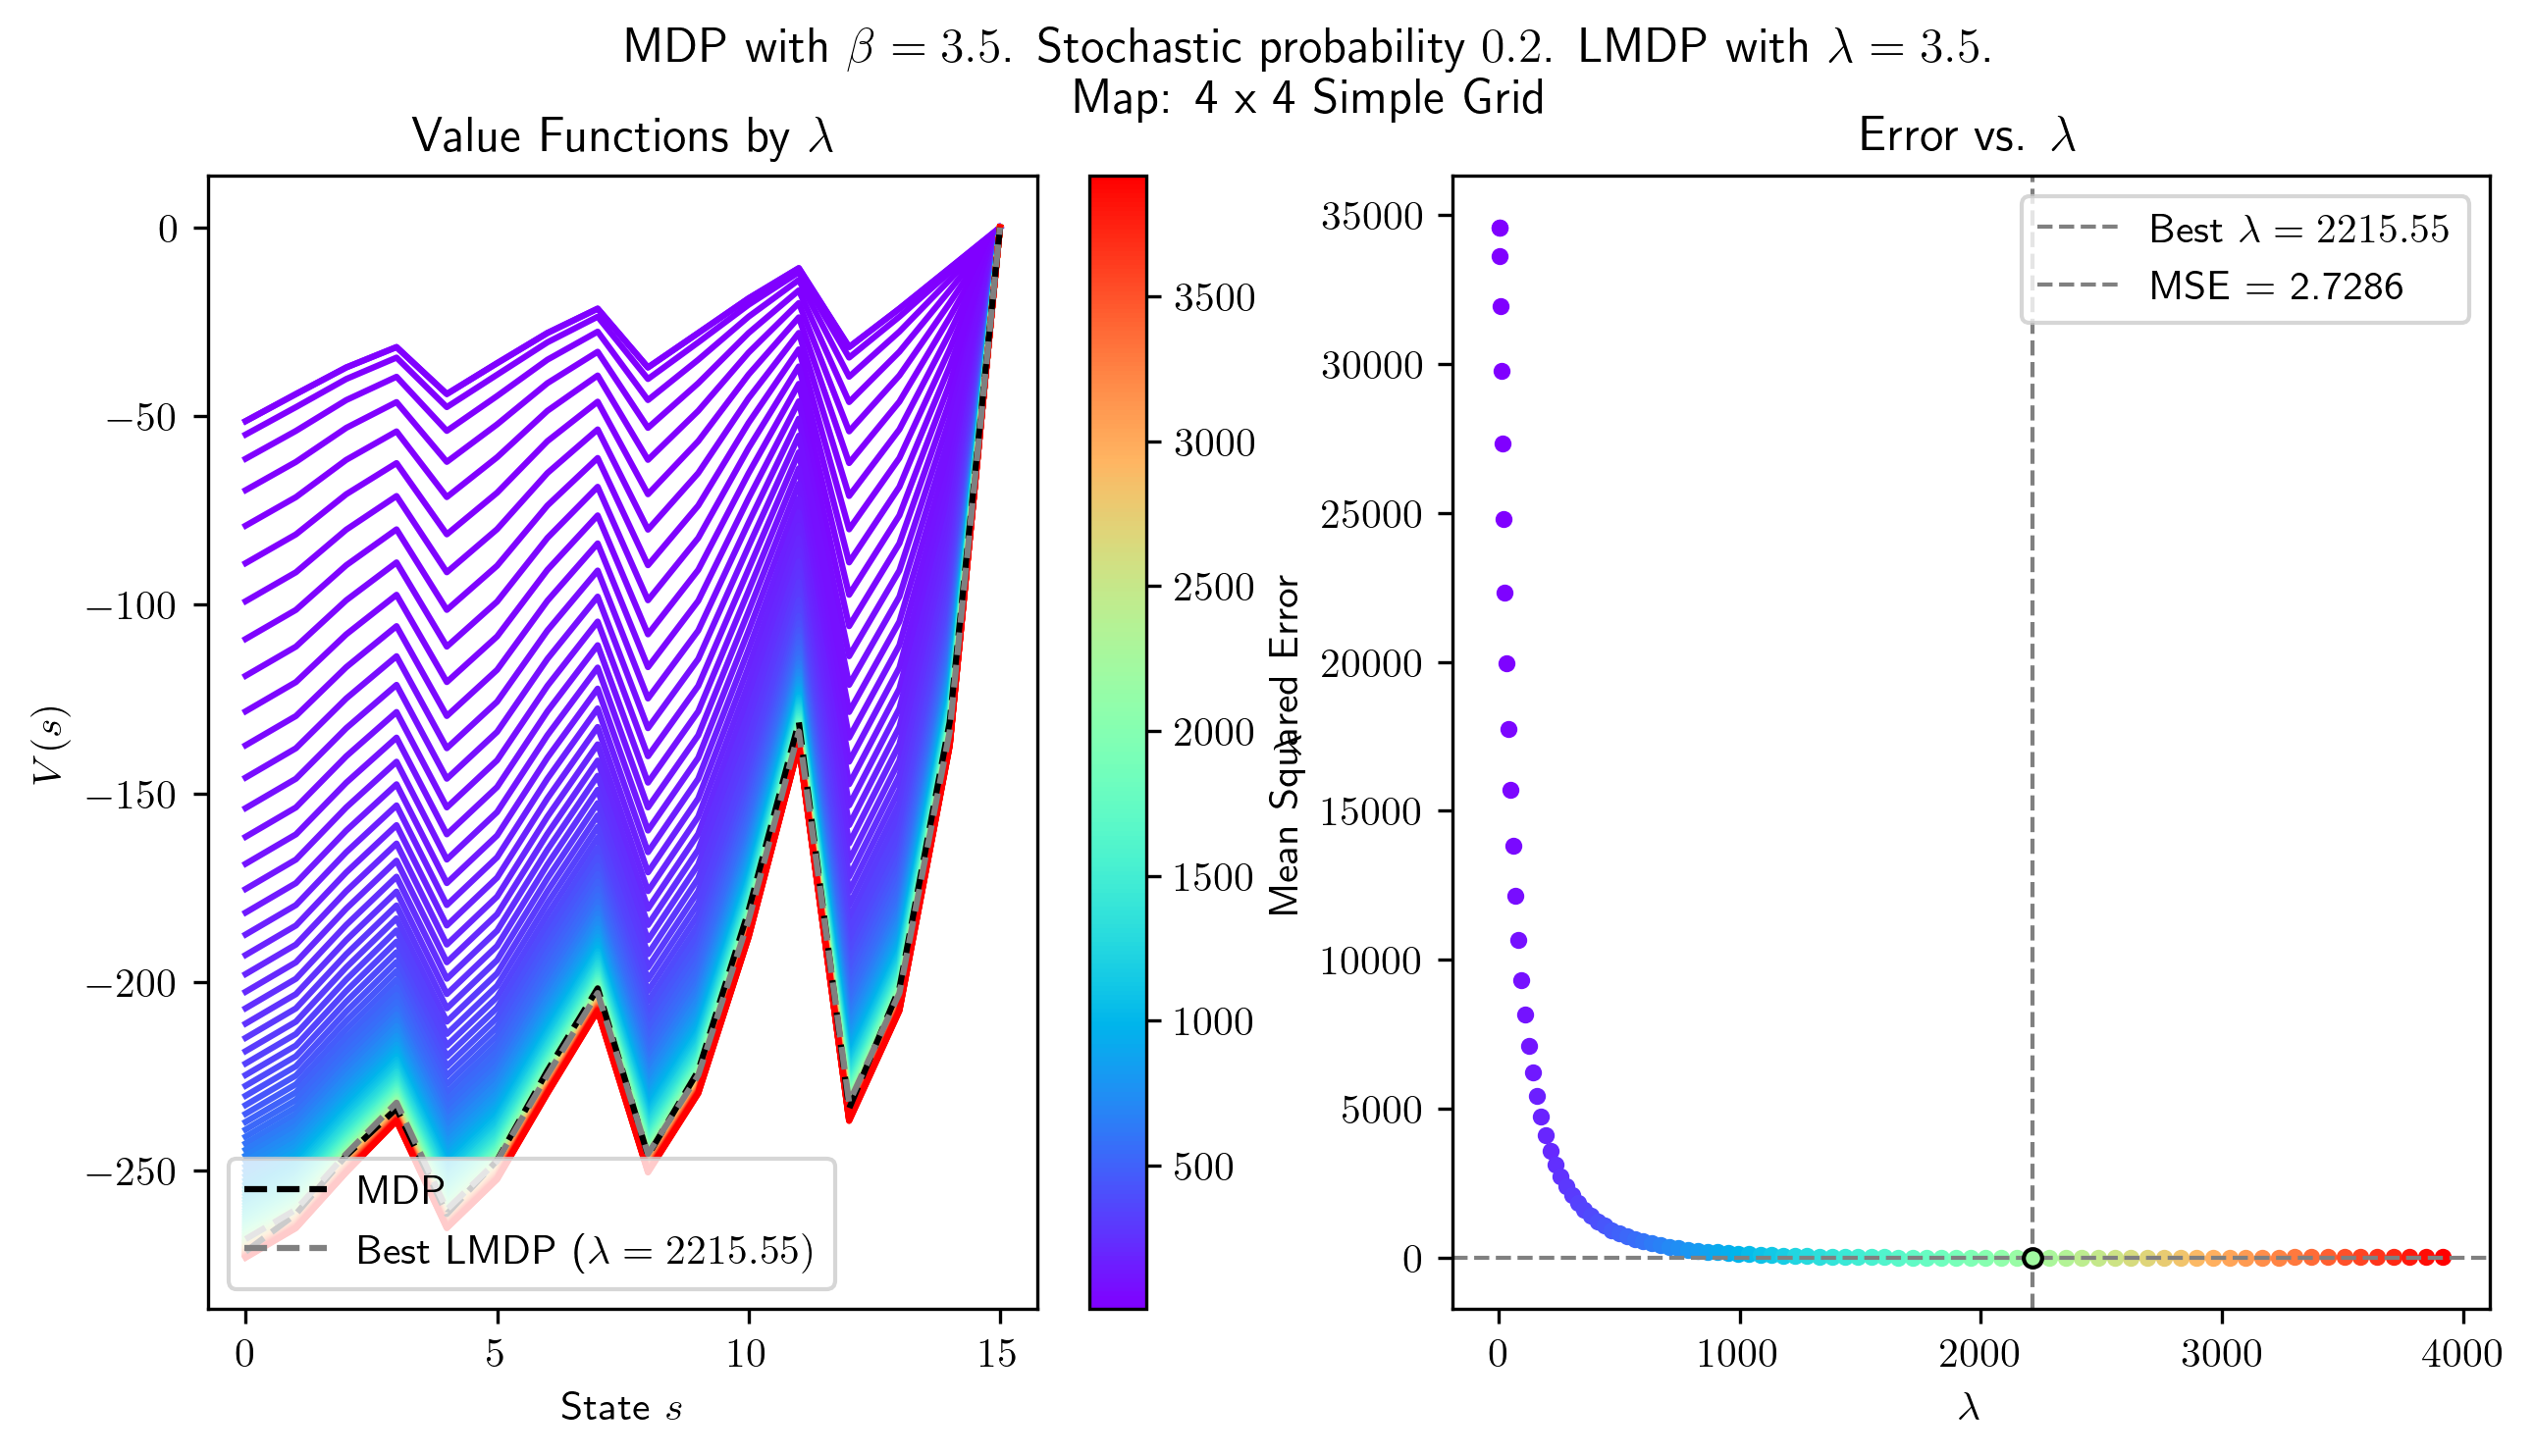 MDP with β = 3.5. Stochastic probability 0.2. LMDP with λ = 3.5.
Map: 4 x 4 Simple Grid
Value Functions by λ
0
−50
−100
−150
−200
−250
V(s)
0
5
10
15
State s
MDP
Best LMDP (λ = 2215.55)
3500
3000
2500
2000
1500
1000
500
λ
Error vs. λ
35000
30000
25000
20000
15000
10000
5000
0
Mean Squared Error
0
1000
2000
3000
4000
λ
Best λ = 2215.55
MSE = 2.7286